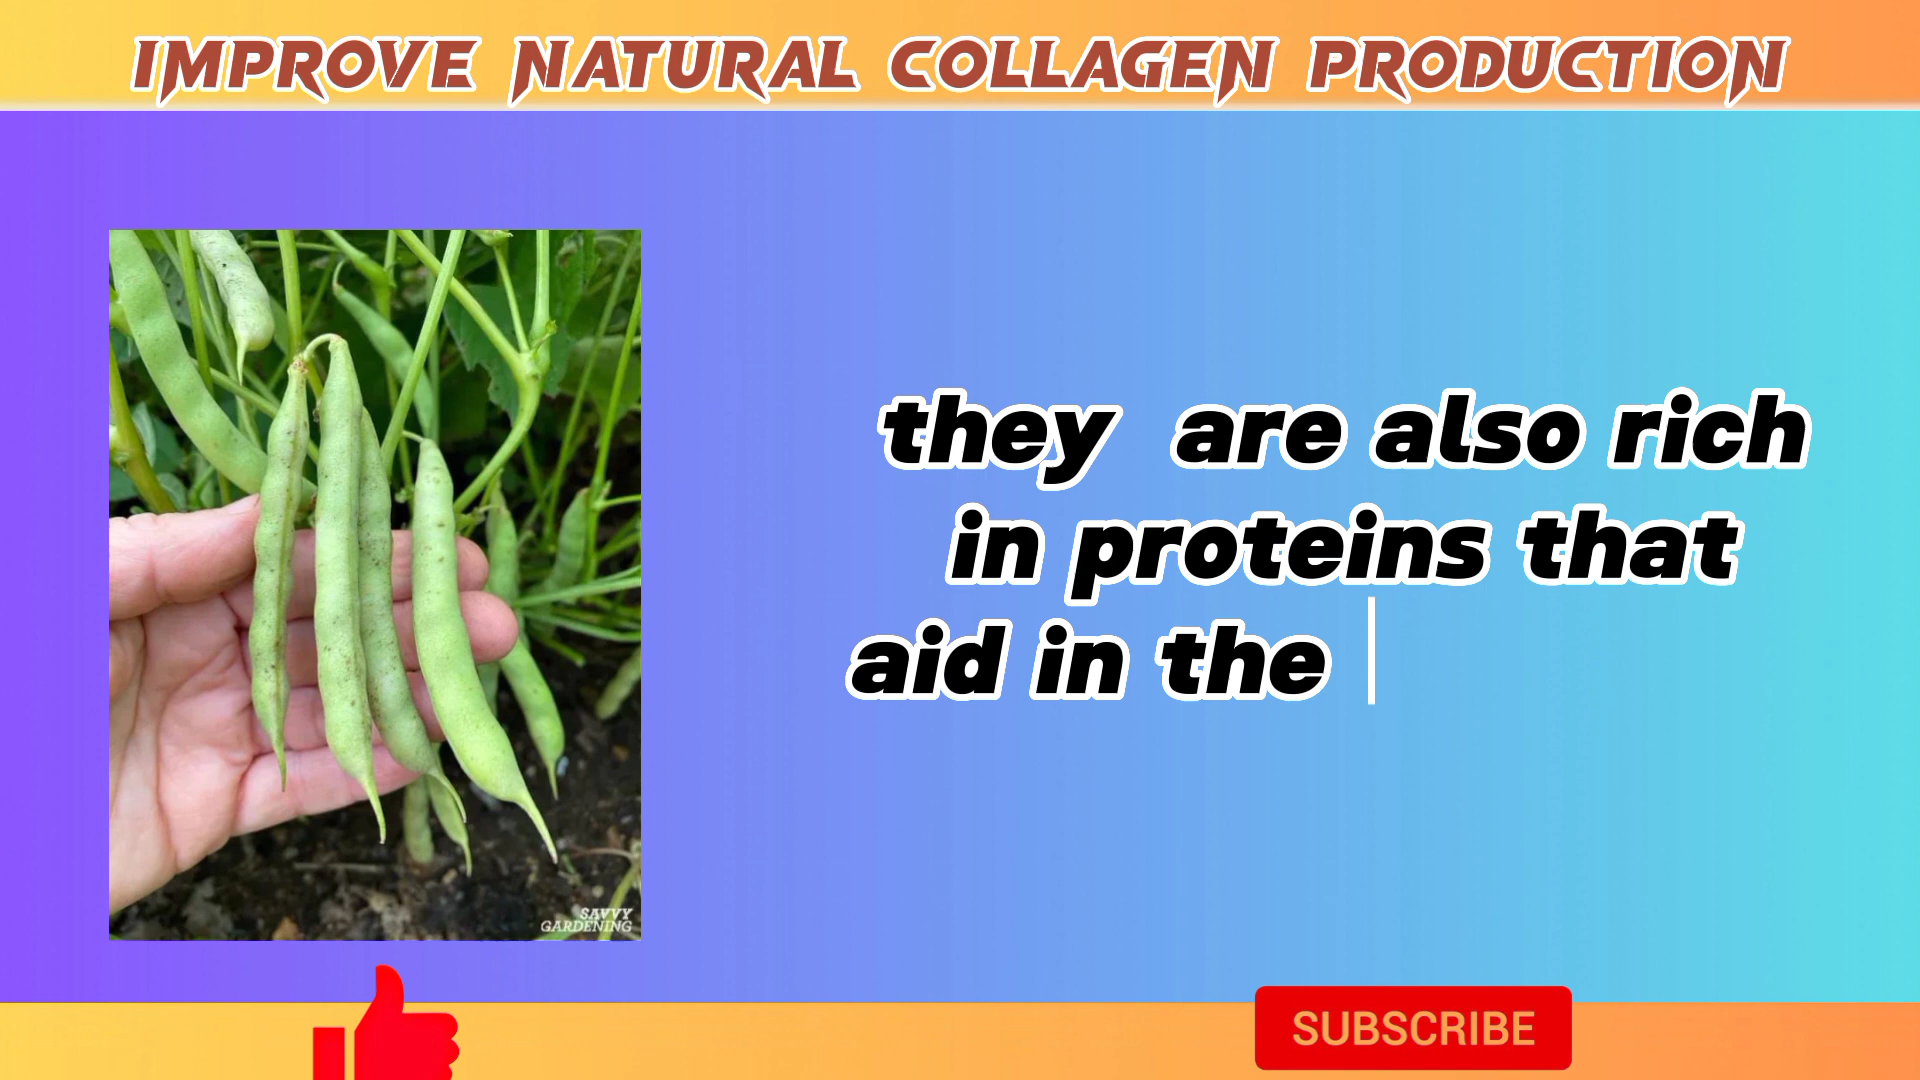 IMPROVE NATURAL COLLAGEN PRODUCTION
they are also rich
in proteins that
aid in the
SAVVY
GARDENING
SUBSCRIBE